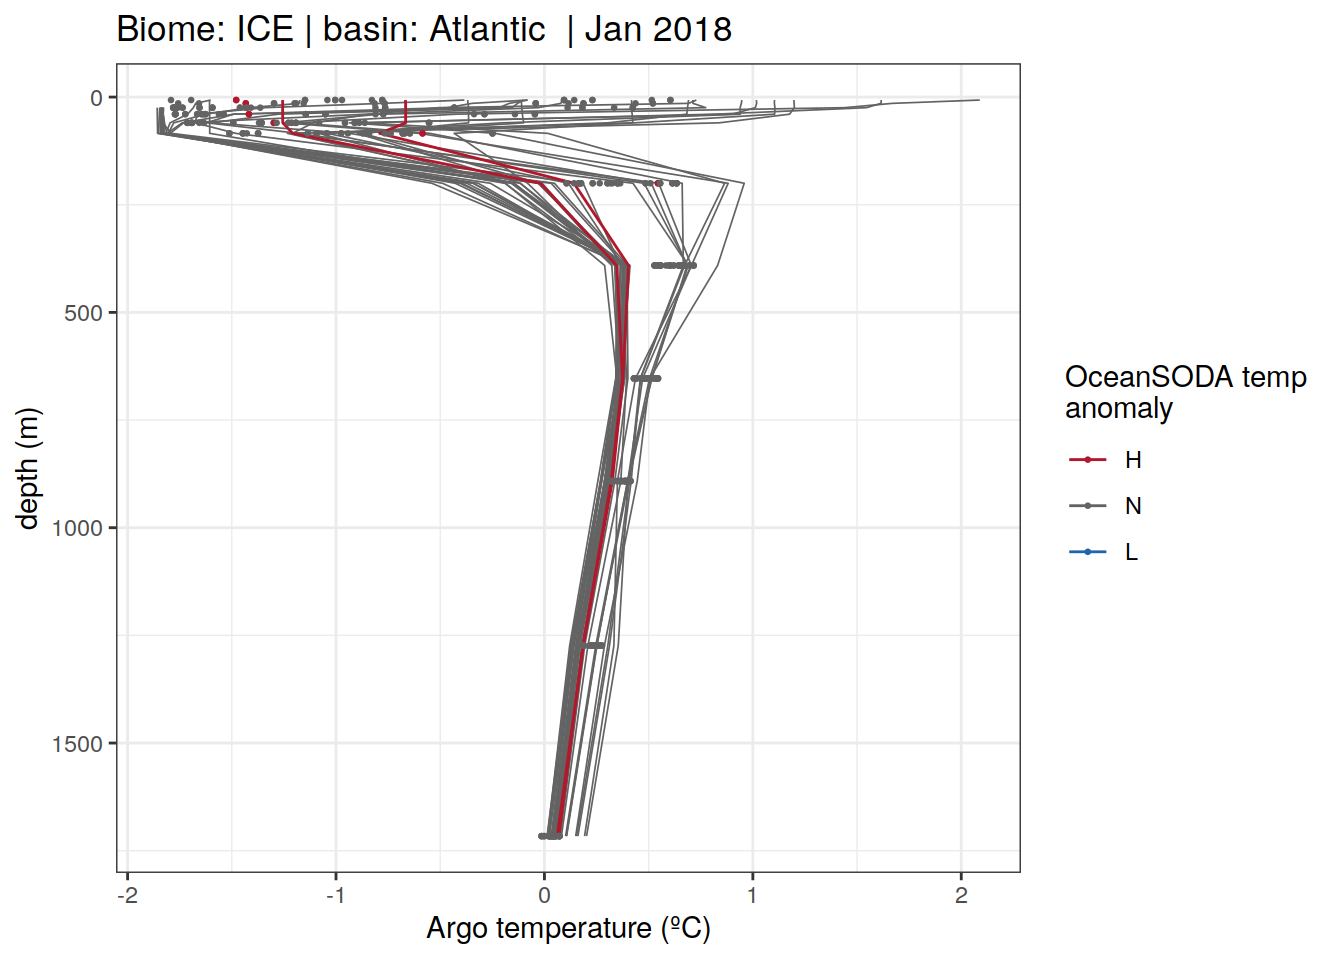 Biome: ICE | basin: Atlantic  | Jan 2018
0
500
1000
1500
depth (m)
-2
-1
0
1
2
Argo temperature (ºC)
OceanSODA temp
anomaly
H
N
L